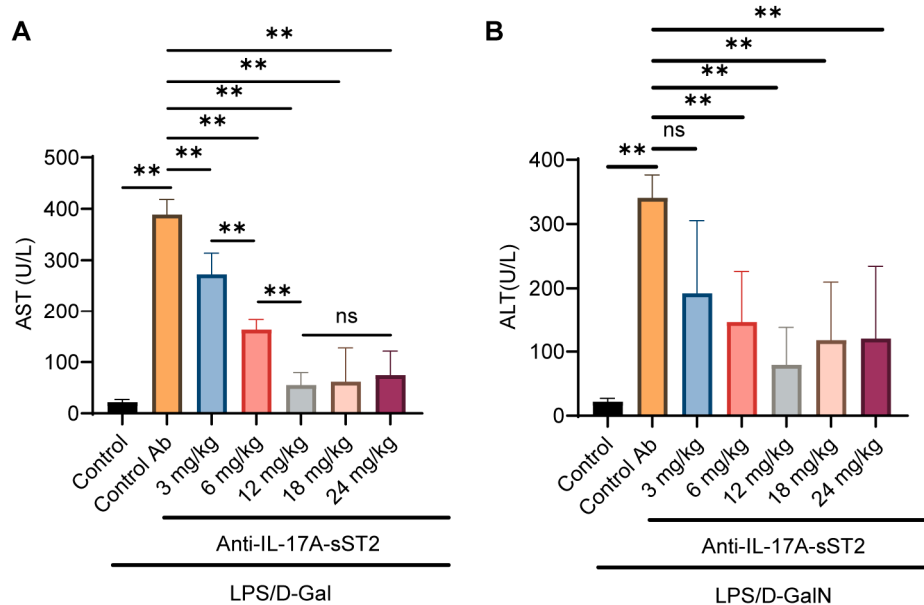 A
**
**
**
**
**
**
**
**
ns
500
400
300
200
100
0
AST (U/L)
Control
Control Ab
3 mg/kg
6 mg/kg
12 mg/kg
18 mg/kg
24 mg/kg
Anti-IL-17A-sST2
LPS/D-Gal
B
**
**
**
**
ns
**
400
300
200
100
0
ALT(U/L)
Control
Control Ab
3 mg/kg
6 mg/kg
12 mg/kg
18 mg/kg
24 mg/kg
Anti-IL-17A-sST2
LPS/D-GalN